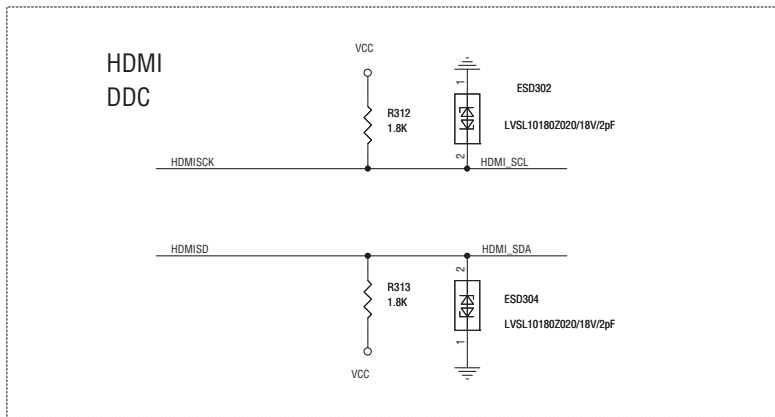 HDMI
DDC
VCC
1
ESD302
R312
1.8K
LVSL10180Z020/18V/2pF
2
HDMISCK
HDMI_SCL
HDMISD
HDMI_SDA
2
R313
1.8K
ESD304
LVSL10180Z020/18V/2pF
1
VCC